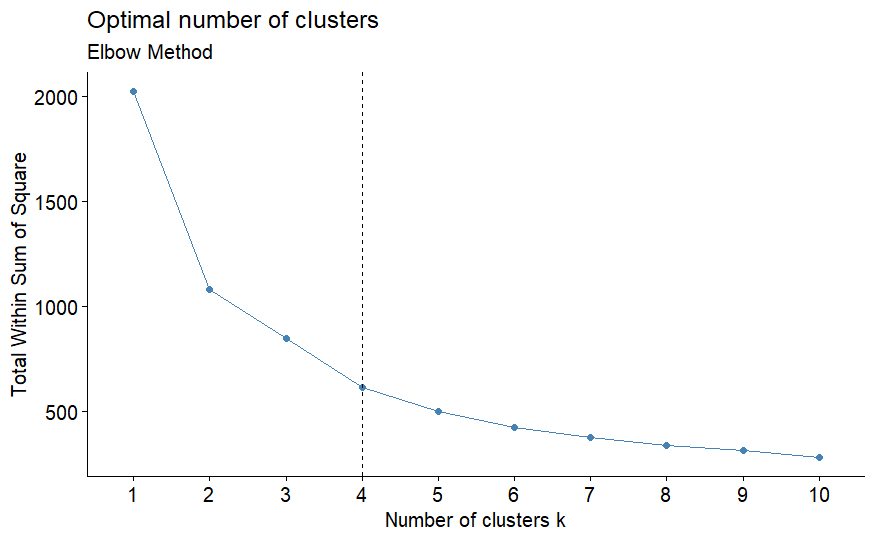 Optimal number of clusters
Elbow Method
2000
1500
1000
500
Total Within Sum of Square
1 2 3 4 5 6 7 8 9 10
Number of clusters k